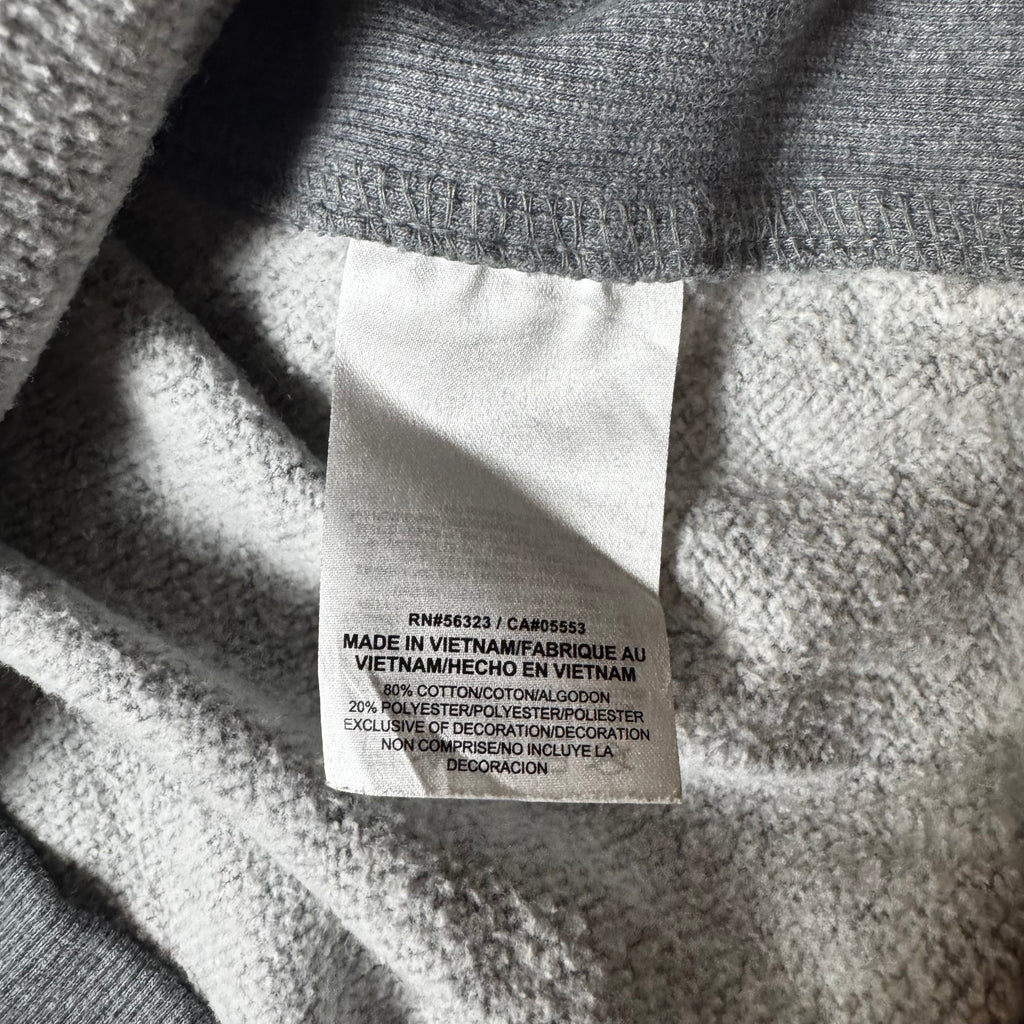 RN#56323 / CA#05553
MADE IN VIETNAM/FABRIQUE AU
VIETNAM/HECHO EN VIETNAM
80% COTTON/COTON/ALGODON
20% POLYESTER/POLYESTER/POLIESTER
EXCLUSIVE OF DECORATION/DECORATION
NON COMPRISE/NO INCLUYE LA
DECORACION